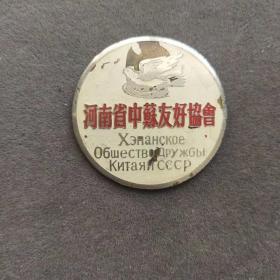 河南省中蘇友好協會
Хэнанское
Общество Дружбы
Китая и СССР